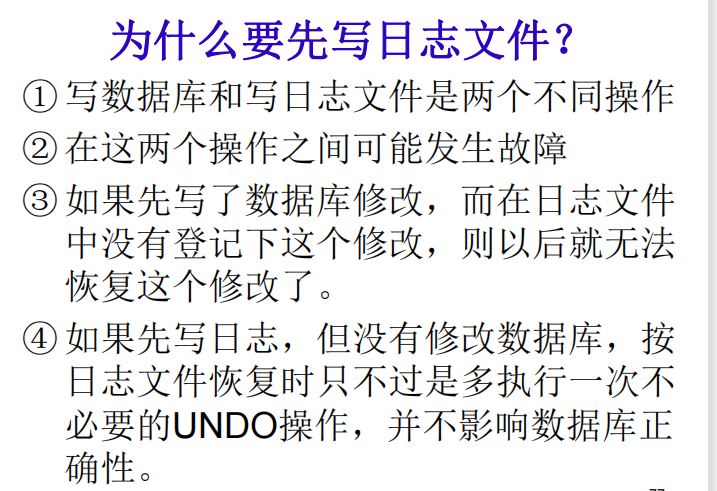 为什么要先写日志文件？
① 写数据库和写日志文件是两个不同操作
② 在这两个操作之间可能发生故障
③ 如果先写了数据库修改，而在日志文件
中没有登记下这个修改，则以后就无法
恢复这个修改了。
④ 如果先写日志，但没有修改数据库，按
日志文件恢复时只不过是多执行一次不
必要的UNDO操作，并不影响数据库正
确性。